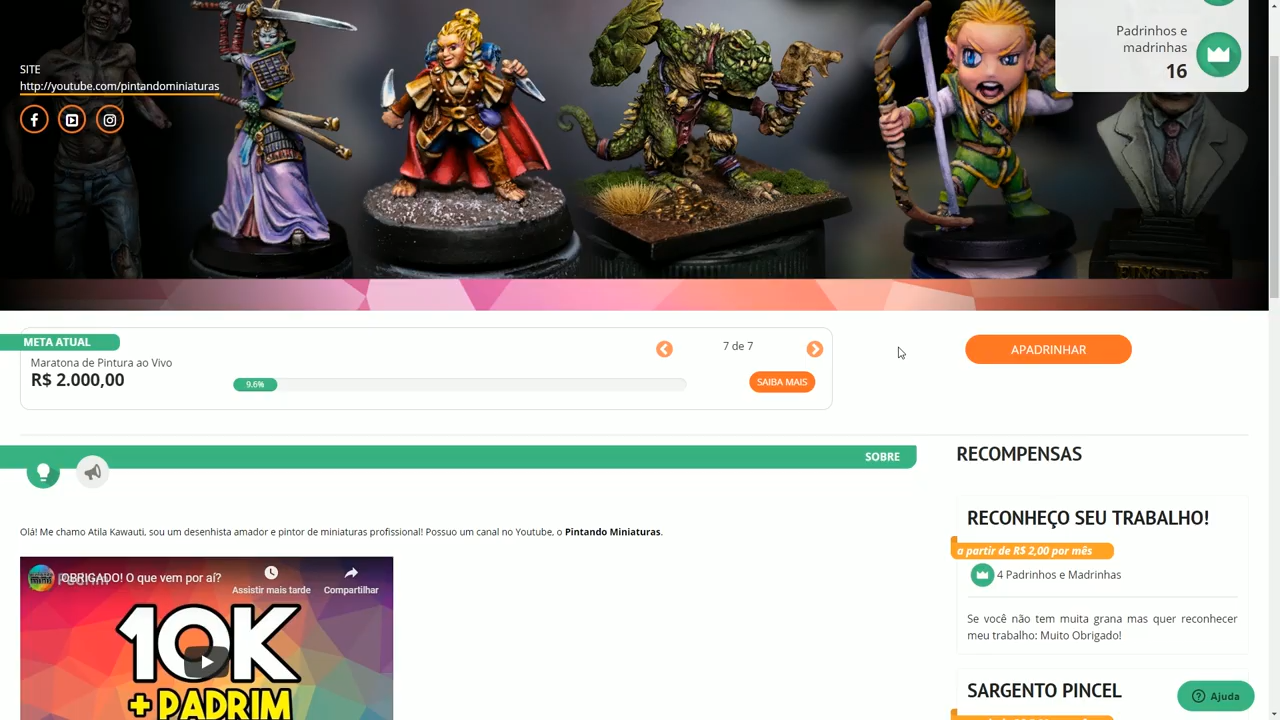 SITE
http://youtube.com/pintandominiaturas
Padrinhos e
madrinhas
16
EINSTEIN
META ATUAL
Maratona de Pintura ao Vivo
R$ 2.000,00
9.6%
7 de 7
SAIBA MAIS
APADRINHAR
SOBRE
Olá! Me chamo Atila Kawauti, sou um desenhista amador e pintor de miniaturas profissional! Possuo um canal no Youtube, o Pintando Miniaturas.
OBRIGADO! O que vem por aí?
Assistir mais tarde
Compartilhar
10K
+ PADRIM
RECOMPENSAS
RECONHEÇO SEU TRABALHO!
a partir de R$ 2,00 por mês
4 Padrinhos e Madrinhas
Se você não tem muita grana mas quer reconhecer
meu trabalho: Muito Obrigado!
SARGENTO PINCEL
Ajuda